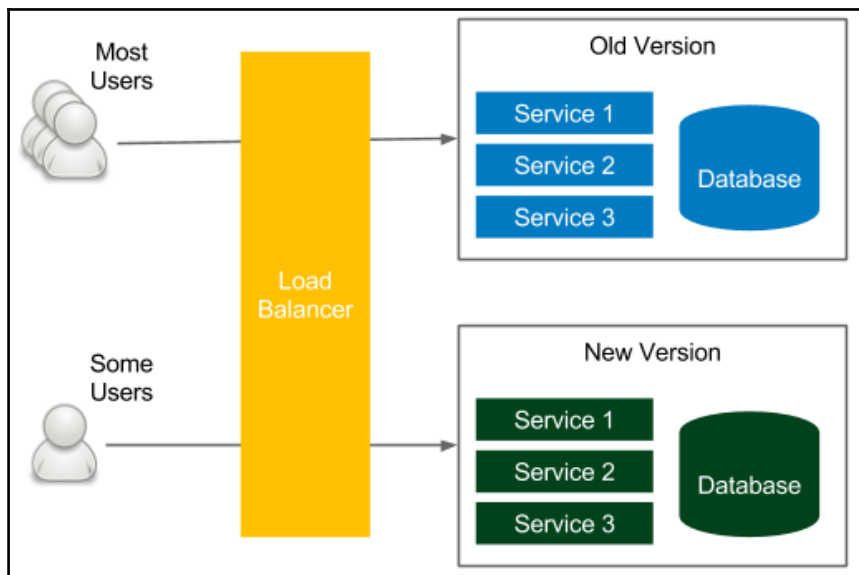 Most
Users
Old Version
Service 1
Service 2
Service 3
Database
Load
Balancer
Some
Users
New Version
Service 1
Service 2
Service 3
Database